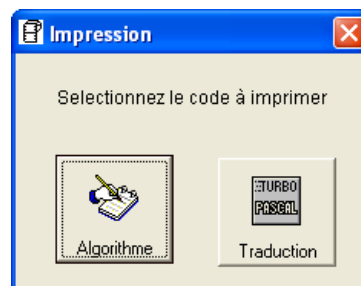 Impression
Selectionnez le code à imprimer
TURBO
PASCAL
Algorithme
Traduction